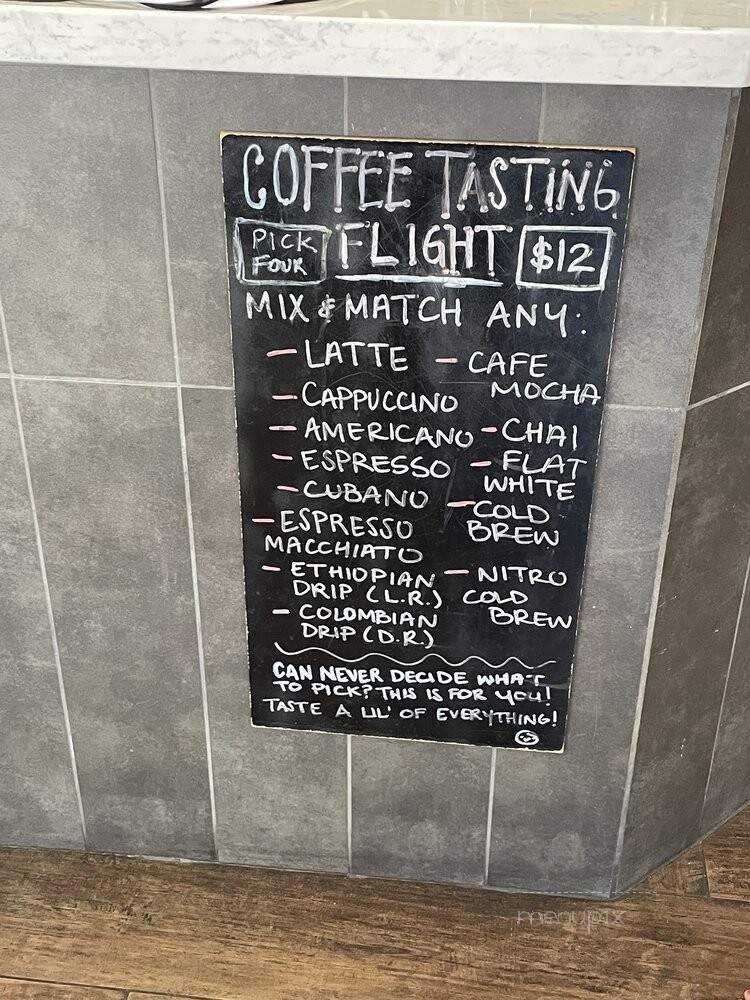 COFFEE TASTING
PICK FOUR FLIGHT $12
MIX & MATCH ANY:
- LATTE
- CAPPUCCINO
- AMERICANO
- ESPRESSO
- CUBANO
- ESPRESSO
MACCHIATO
- ETHIOPIAN
DRIP (L.R.)
- COLOMBIAN
DRIP (D.R.)
- CAFE
MOCHA
- CHAI
- FLAT
WHITE
- COLD
BREW
- NITRO
COLD
BREW
CAN NEVER DECIDE WHAT
TO PICK? THIS IS FOR YOU!
TASTE A LIL' OF EVERYTHING!
menupix